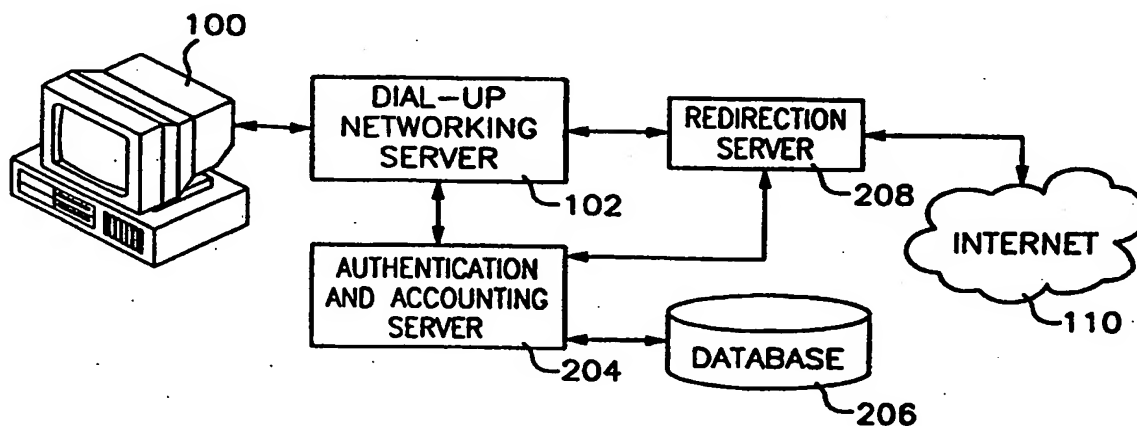 100
DIAL-UP
NETWORKING
SERVER
102
REDIRECTION
SERVER
208
INTERNET
110
AUTHENTICATION
AND ACCOUNTING
SERVER
204
DATABASE
206